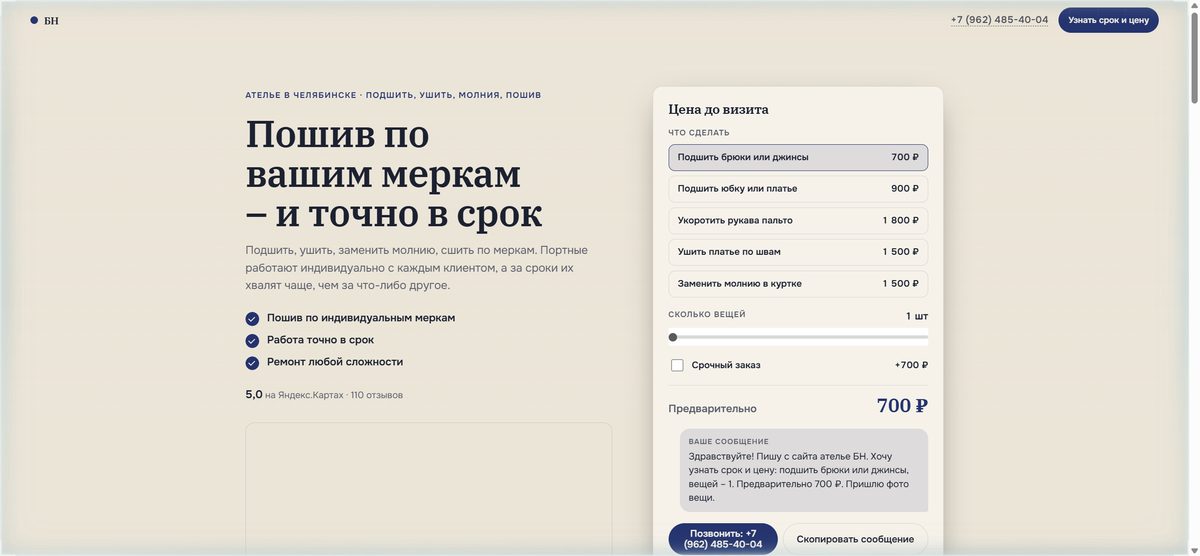 БН
+7 (962) 485-40-04
Узнать срок и цену
АТЕЛЬЕ В ЧЕЛЯБИНСКЕ · ПОДШИТЬ, УШИТЬ, МОЛНИЯ, ПОШИВ
Пошив по
вашим меркам
– и точно в срок
Подшить, ушить, заменить молнию, сшить по меркам. Портные
работают индивидуально с каждым клиентом, а за сроки их
хвалят чаще, чем за что-либо другое.
Пошив по индивидуальным меркам
Работа точно в срок
Ремонт любой сложности
5,0 на Яндекс.Картах · 110 отзывов
Цена до визита
ЧТО СДЕЛАТЬ
Подшить брюки или джинсы 700 ₽
Подшить юбку или платье 900 ₽
Укоротить рукава пальто 1 800 ₽
Ушить платье по швам 1 500 ₽
Заменить молнию в куртке 1 500 ₽
СКОЛЬКО ВЕЩЕЙ 1 шт
Срочный заказ +700 ₽
Предварительно 700 ₽
ВАШЕ СООБЩЕНИЕ
Здравствуйте! Пишу с сайта ателье БН. Хочу
узнать срок и цену: подшить брюки или джинсы,
вещей – 1. Предварительно 700 ₽. Пришлю фото
вещи.
Позвонить: +7
(962) 485-40-04
Скопировать сообщение